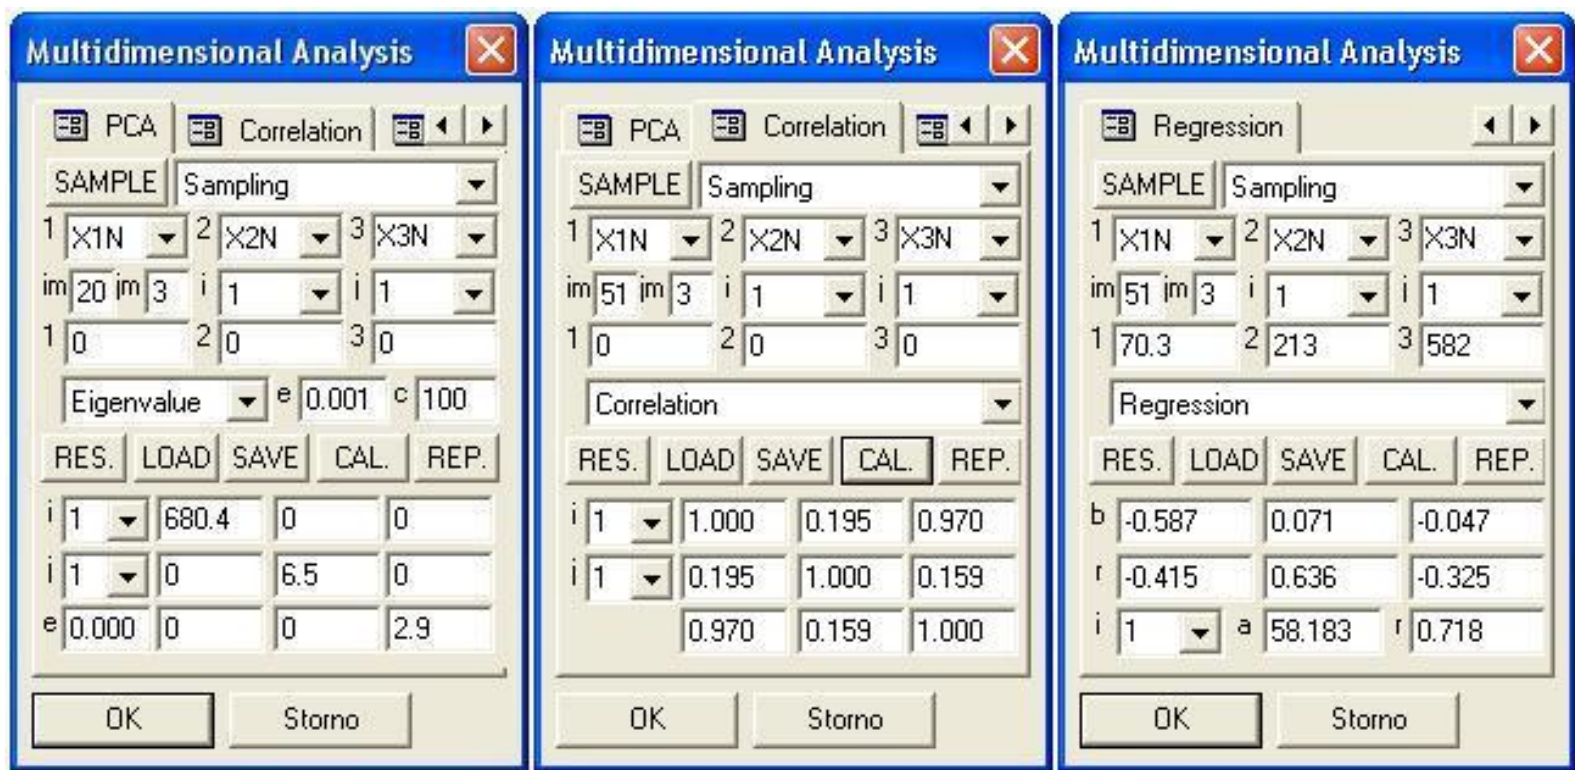 Multidimensional Analysis
PCA Correlation
SAMPLE Sampling
1 X1N 2 X2N 3 X3N
im 20 jm 3 i 1 i 1
1 0 2 0 3 0
Eigenvalue e 0.001 c 100
RES. LOAD SAVE CAL. REP.
i 1 680.4 0 0
i 1 0 6.5 0
e 0.000 0 0 2.9
OK Storno
Multidimensional Analysis
PCA Correlation
SAMPLE Sampling
1 X1N 2 X2N 3 X3N
im 51 jm 3 i 1 i 1
1 0 2 0 3 0
Correlation
RES. LOAD SAVE CAL. REP.
i 1 1.000 0.195 0.970
i 1 0.195 1.000 0.159
0.970 0.159 1.000
OK Storno
Multidimensional Analysis
Regression
SAMPLE Sampling
1 X1N 2 X2N 3 X3N
im 51 jm 3 i 1 i 1
1 70.3 2 213 3 582
Regression
RES. LOAD SAVE CAL. REP.
b -0.587 0.071 -0.047
r -0.415 0.636 -0.325
i 1 a 58.183 r 0.718
OK Storno